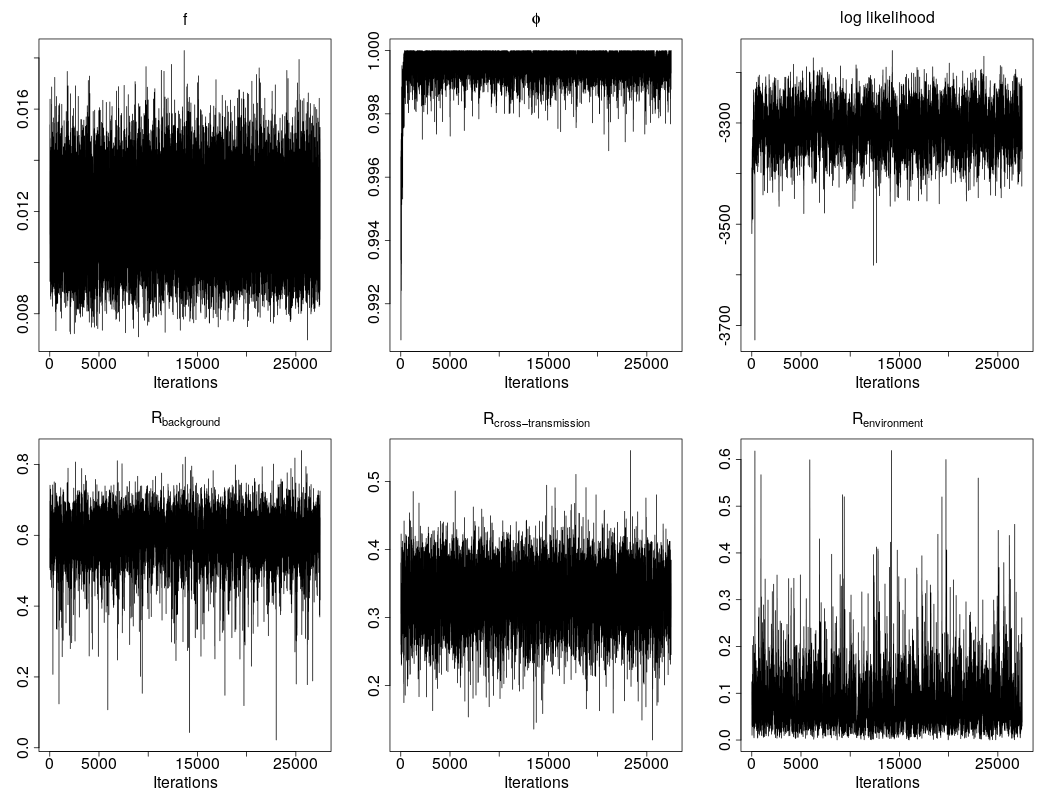 f
0.016
0.012
0.008
0 5000 15000 25000
Iterations
ϕ
1.000
0.998
0.996
0.994
0.992
0 5000 15000 25000
Iterations
log likelihood
-3300
-3500
-3700
0 5000 15000 25000
Iterations
Rbackground
0.8
0.6
0.4
0.2
0.0
0 5000 15000 25000
Iterations
Rcross−transmission
0.5
0.4
0.3
0.2
0 5000 15000 25000
Iterations
Renvironment
0.6
0.5
0.4
0.3
0.2
0.1
0.0
0 5000 15000 25000
Iterations